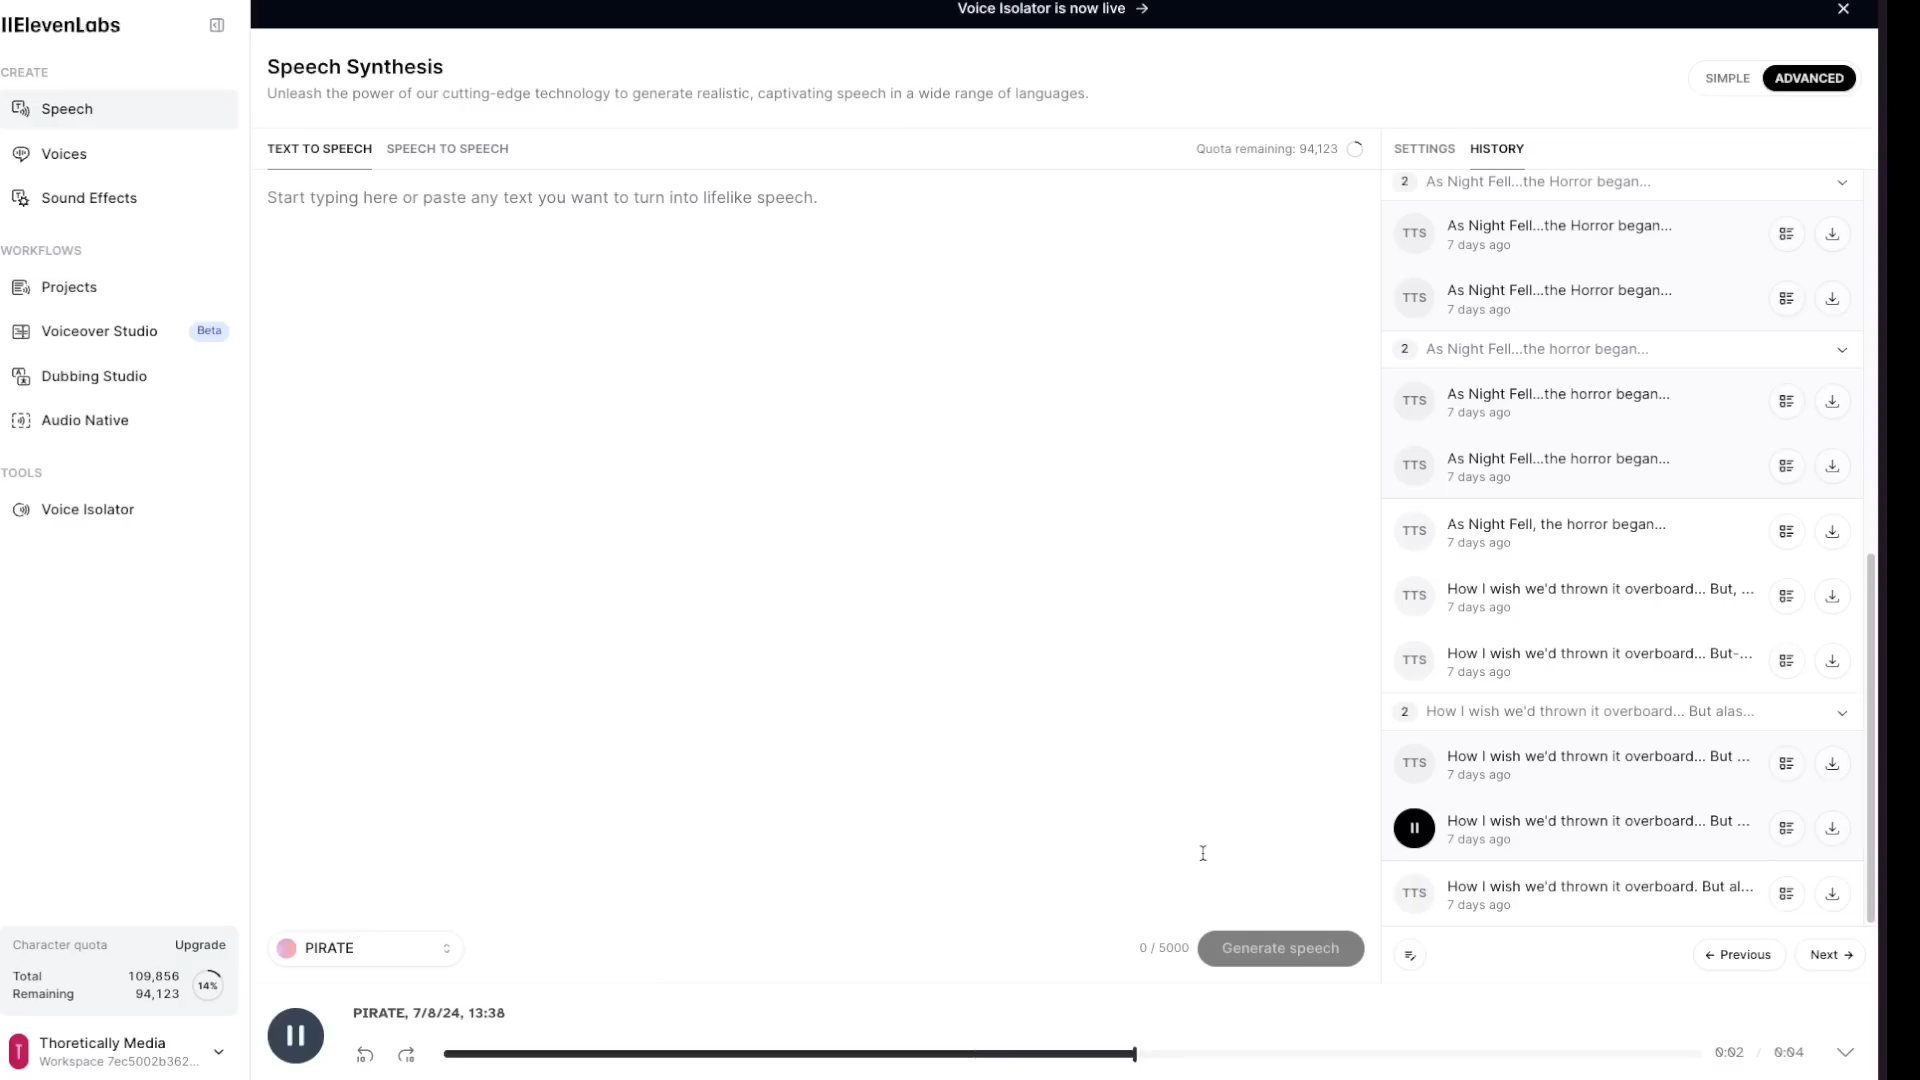 IIElevenLabs
CREATE
Speech
Voices
Sound Effects
WORKFLOWS
Projects
Voiceover Studio Beta
Dubbing Studio
Audio Native
TOOLS
Voice Isolator
Character quota Upgrade
Total 109,856
Remaining 94,123
14%
T
Thoretically Media
Workspace 7ec5002b362...
Voice Isolator is now live →
Speech Synthesis
Unleash the power of our cutting-edge technology to generate realistic, captivating speech in a wide range of languages.
SIMPLE ADVANCED
TEXT TO SPEECH SPEECH TO SPEECH Quota remaining: 94,123
Start typing here or paste any text you want to turn into lifelike speech.
PIRATE 0 / 5000 Generate speech
SETTINGS HISTORY
2 As Night Fell...the Horror began...
TTS As Night Fell...the Horror began...
7 days ago
TTS As Night Fell...the Horror began...
7 days ago
2 As Night Fell...the horror began...
TTS As Night Fell...the horror began...
7 days ago
TTS As Night Fell...the horror began...
7 days ago
TTS As Night Fell, the horror began...
7 days ago
TTS How I wish we'd thrown it overboard... But, ...
7 days ago
TTS How I wish we'd thrown it overboard... But-...
7 days ago
2 How I wish we'd thrown it overboard... But alas...
TTS How I wish we'd thrown it overboard... But ...
7 days ago
How I wish we'd thrown it overboard... But ...
7 days ago
TTS How I wish we'd thrown it overboard. But al...
7 days ago
← Previous Next →
PIRATE, 7/8/24, 13:38
10 10
0:02 / 0:04